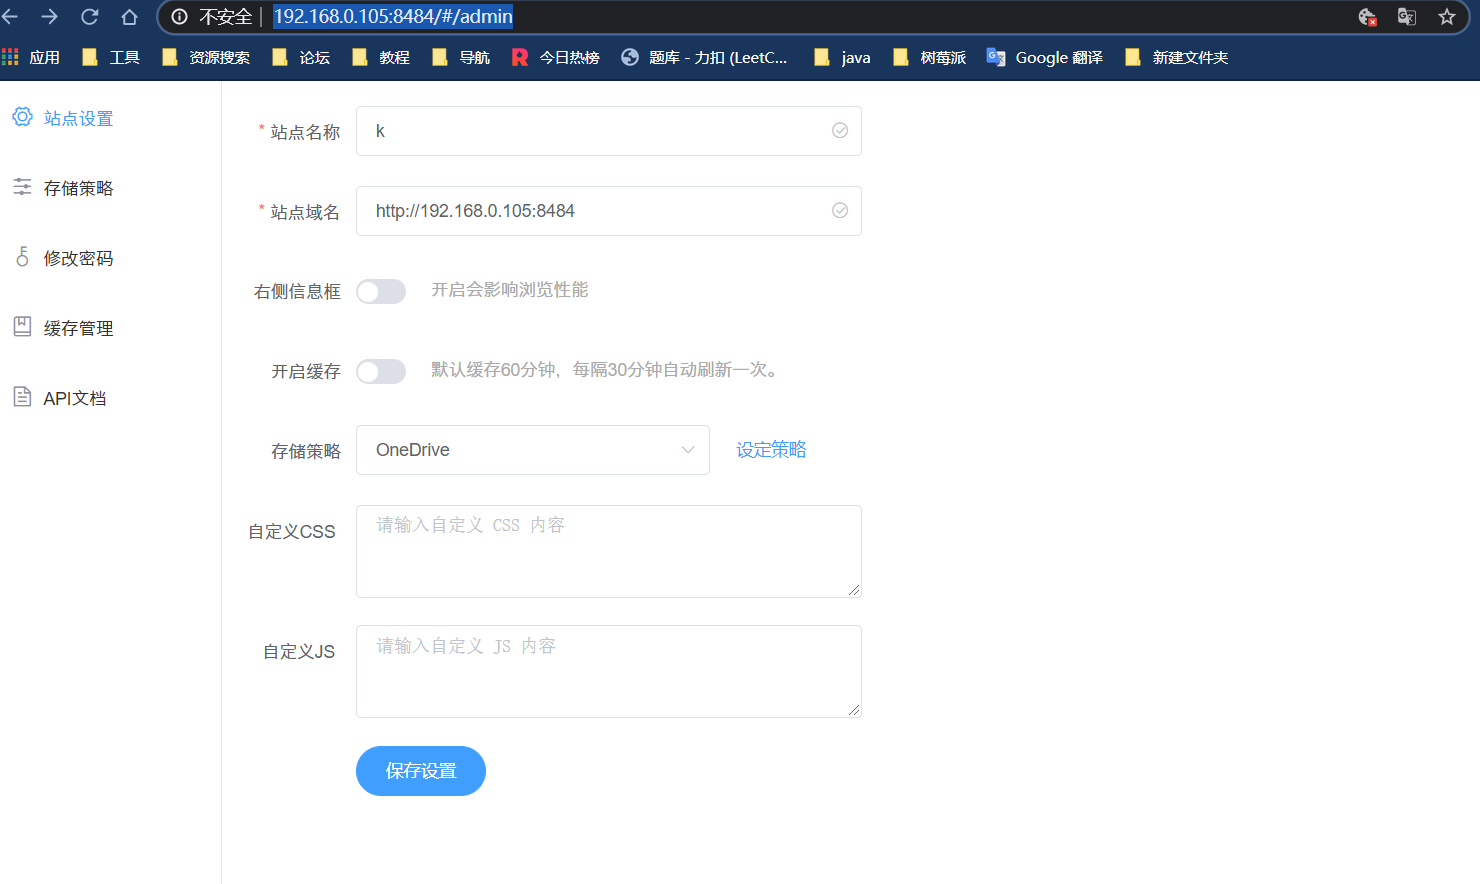 不安全 | 192.168.0.105:8484/#/admin
应用 工具 资源搜索 论坛 教程 导航 今日热榜 题库 - 力扣 (LeetC... java 树莓派 Google 翻译 新建文件夹
站点设置
存储策略
修改密码
缓存管理
API文档
* 站点名称 k
* 站点域名 http://192.168.0.105:8484
右侧信息框 开启会影响浏览性能
开启缓存 默认缓存60分钟，每隔30分钟自动刷新一次。
存储策略 OneDrive 设定策略
自定义CSS 请输入自定义 CSS 内容
自定义JS 请输入自定义 JS 内容
保存设置